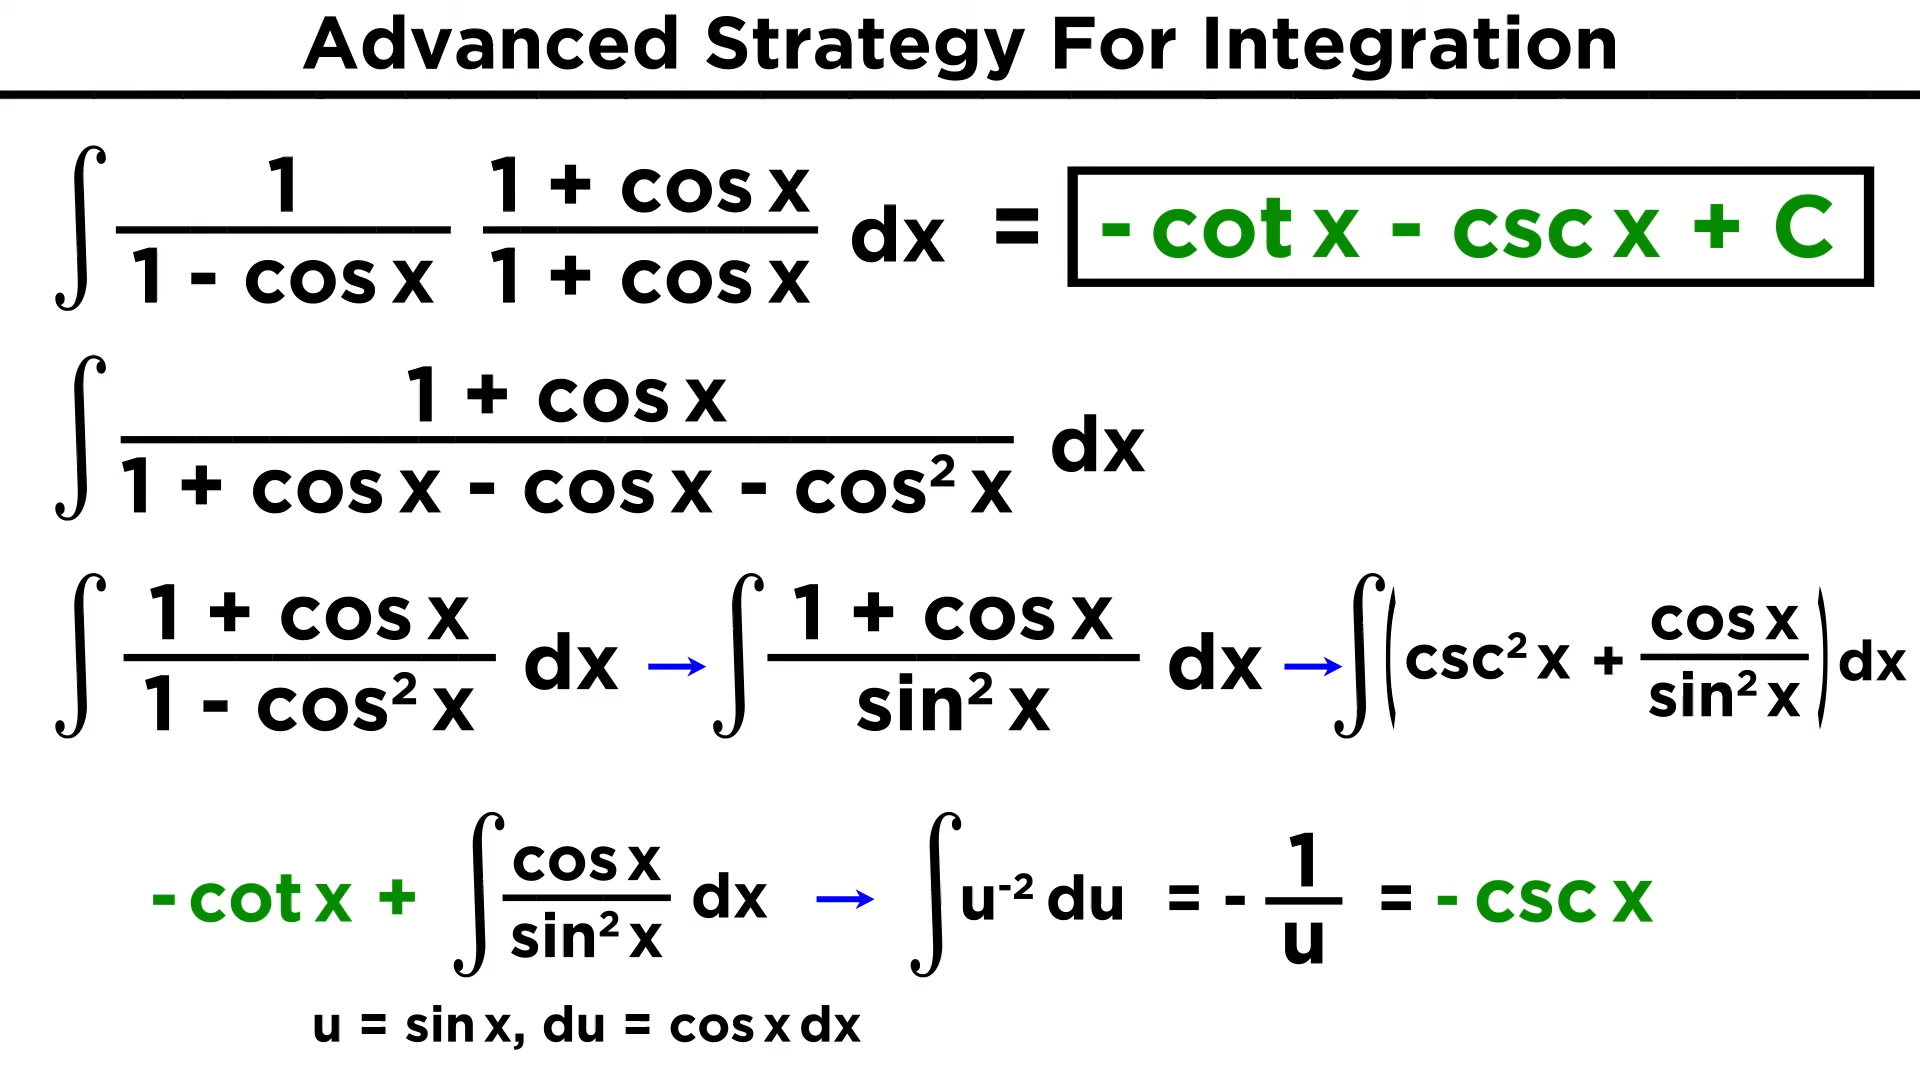 Advanced Strategy For Integration
∫ 1/(1 - cos x) (1 + cos x)/(1 + cos x) dx = - cot x - csc x + C
∫ (1 + cos x)/(1 + cos x - cos x - cos² x) dx
∫ (1 + cos x)/(1 - cos² x) dx → ∫ (1 + cos x)/(sin² x) dx → ∫ (csc² x + (cos x)/(sin² x)) dx
- cot x + ∫ (cos x)/(sin² x) dx → ∫ u⁻² du = - 1/u = - csc x
u = sin x, du = cos x dx